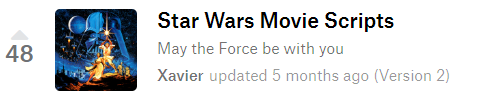 Star Wars Movie Scripts
48
May the Force be with you
Xavier updated 5 months ago (Version 2)